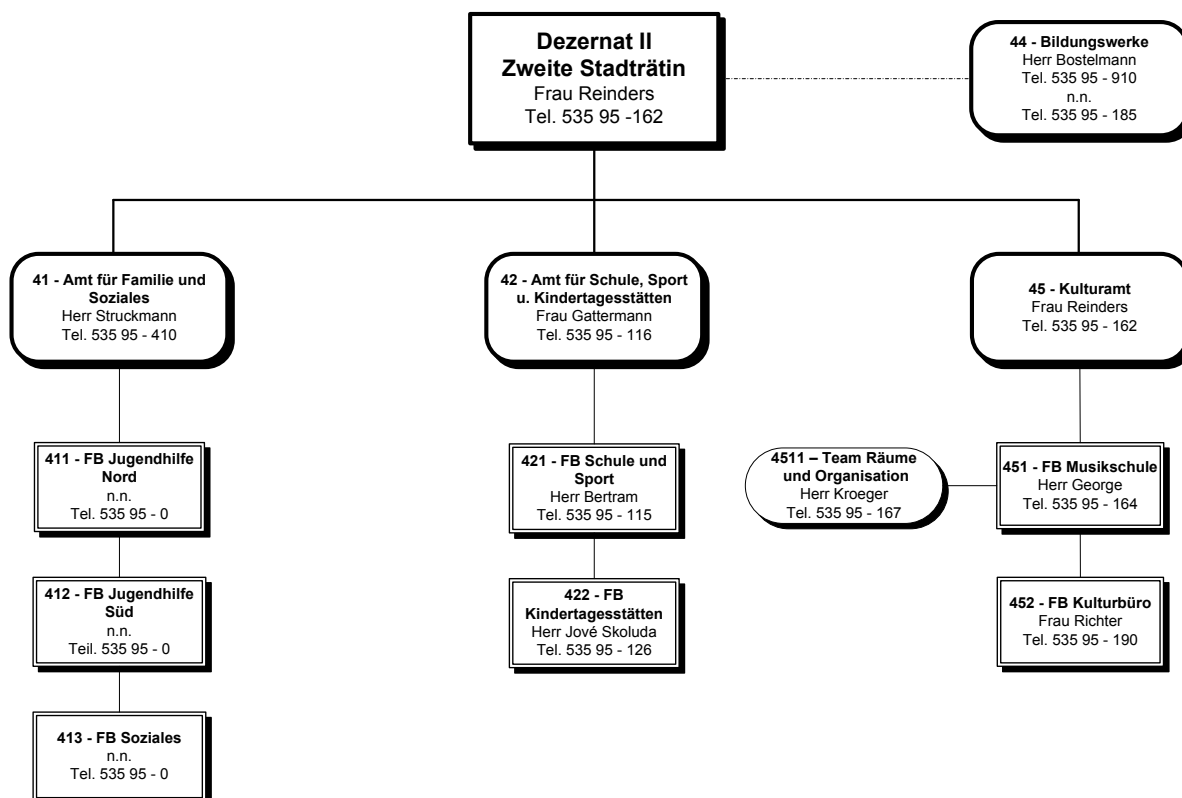 Dezernat II
Zweite Stadträtin
Frau Reinders
Tel. 535 95 -162
44 - Bildungswerke
Herr Bostelmann
Tel. 535 95 - 910
n.n.
Tel. 535 95 - 185
41 - Amt für Familie und
Soziales
Herr Struckmann
Tel. 535 95 - 410
42 - Amt für Schule, Sport
u. Kindertagesstätten
Frau Gattermann
Tel. 535 95 - 116
45 - Kulturamt
Frau Reinders
Tel. 535 95 - 162
411 - FB Jugendhilfe
Nord
n.n.
Tel. 535 95 - 0
421 - FB Schule und
Sport
Herr Bertram
Tel. 535 95 - 115
4511 – Team Räume
und Organisation
Herr Kroeger
Tel. 535 95 - 167
451 - FB Musikschule
Herr George
Tel. 535 95 - 164
412 - FB Jugendhilfe
Süd
n.n.
Teil. 535 95 - 0
422 - FB
Kindertagesstätten
Herr Jové Skoluda
Tel. 535 95 - 126
452 - FB Kulturbüro
Frau Richter
Tel. 535 95 - 190
413 - FB Soziales
n.n.
Tel. 535 95 - 0